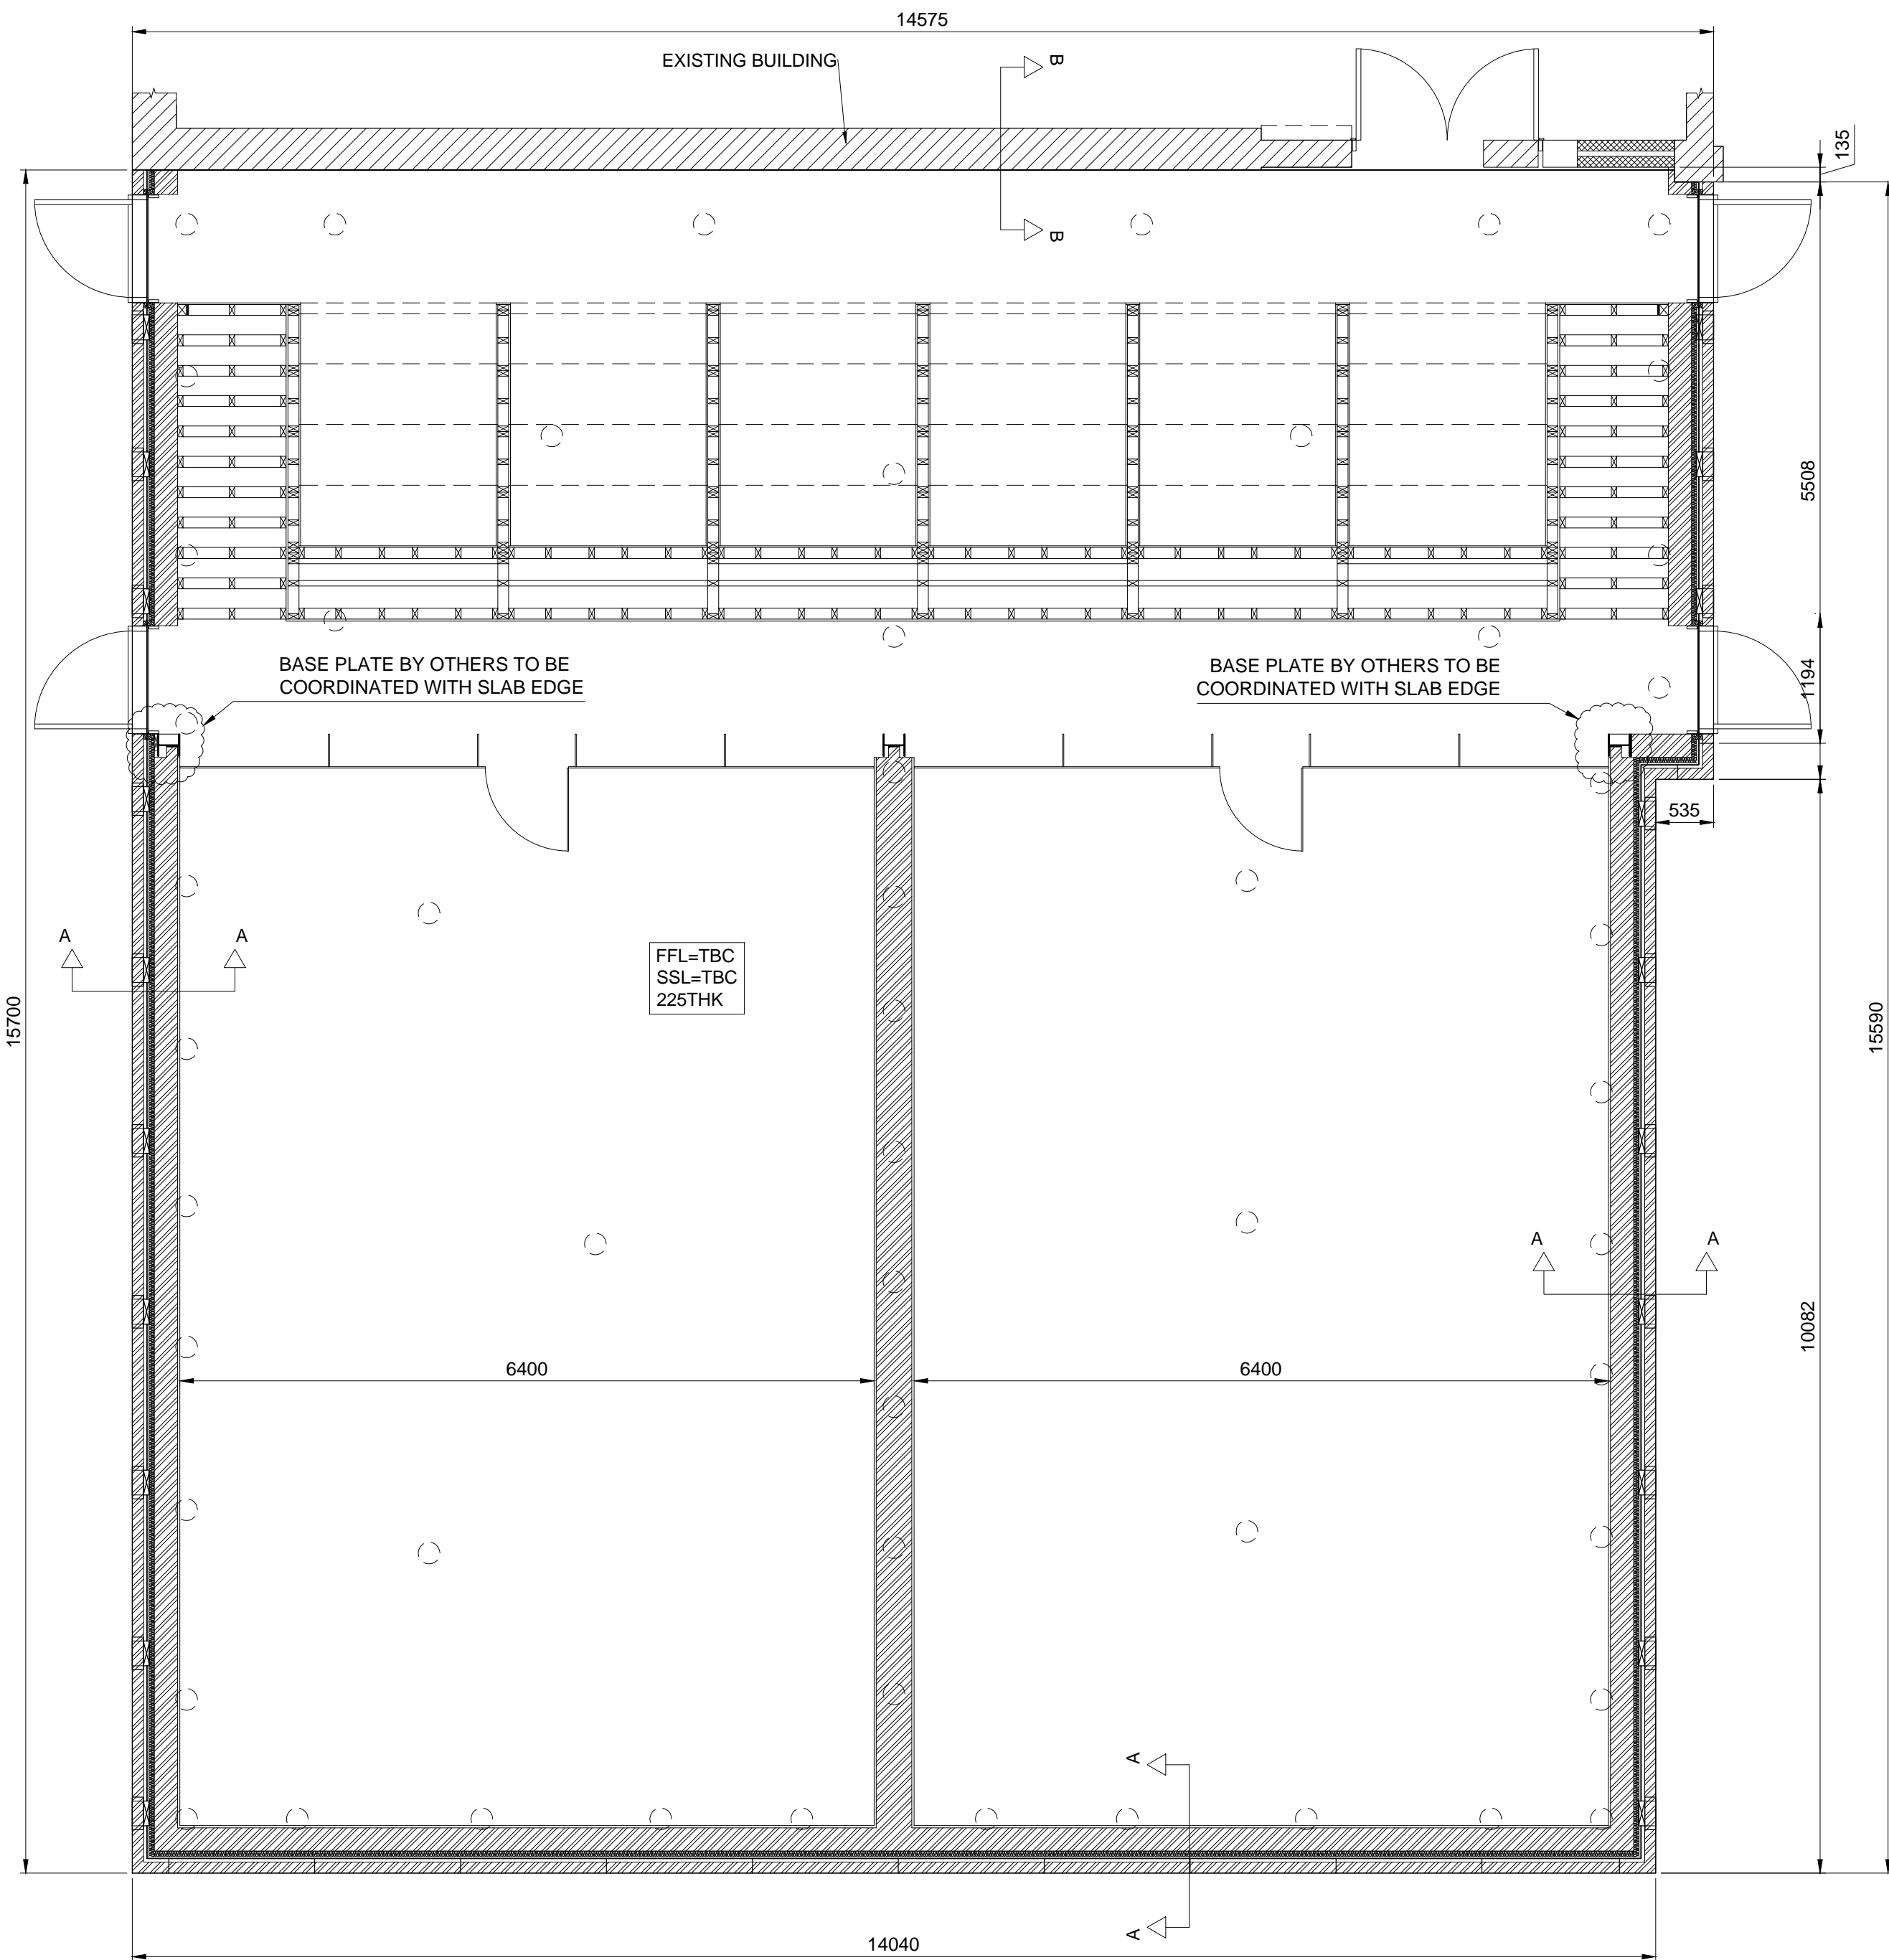 14575
EXISTING BUILDING
B
135
B
BASE PLATE BY OTHERS TO BE
COORDINATED WITH SLAB EDGE
BASE PLATE BY OTHERS TO BE
COORDINATED WITH SLAB EDGE
5508
1194
535
A
A
FFL=TBC
SSL=TBC
225THK
15700
15590
A
A
10082
6400
6400
A
A
14040